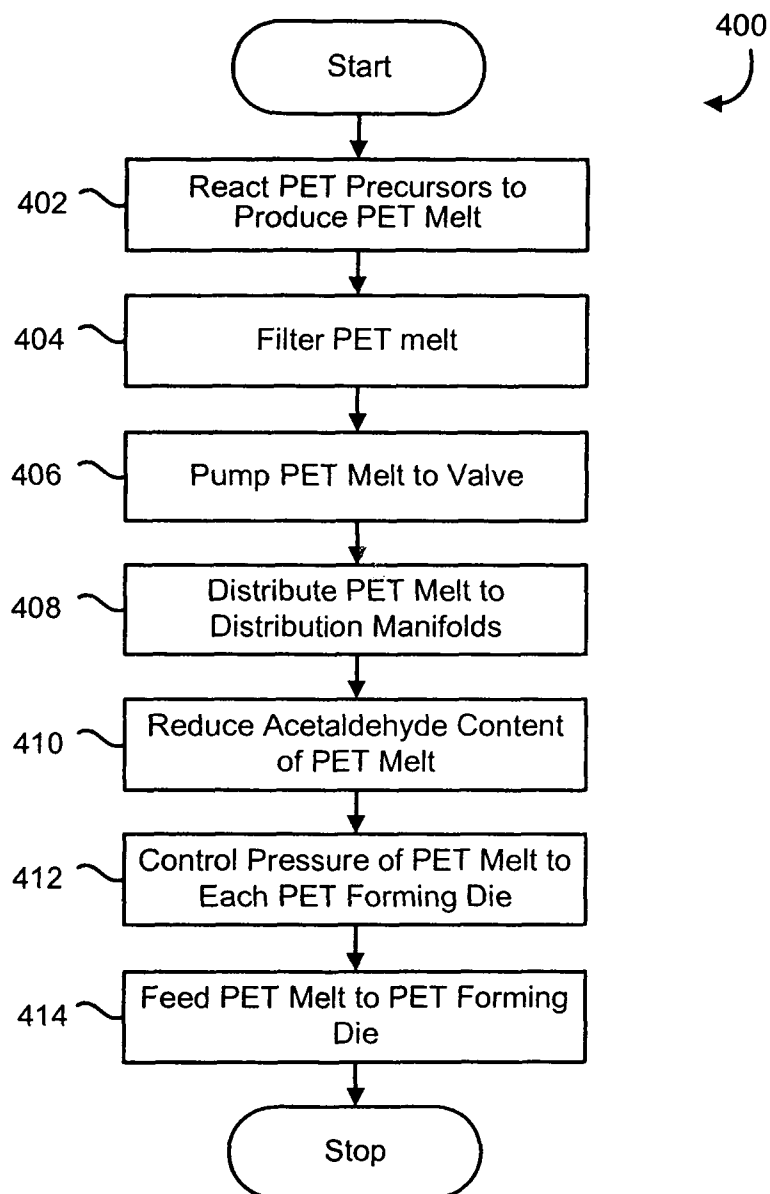 400
Start
402
React PET Precursors to
Produce PET Melt
404
Filter PET melt
406
Pump PET Melt to Valve
408
Distribute PET Melt to
Distribution Manifolds
410
Reduce Acetaldehyde Content
of PET Melt
412
Control Pressure of PET Melt to
Each PET Forming Die
414
Feed PET Melt to PET Forming
Die
Stop